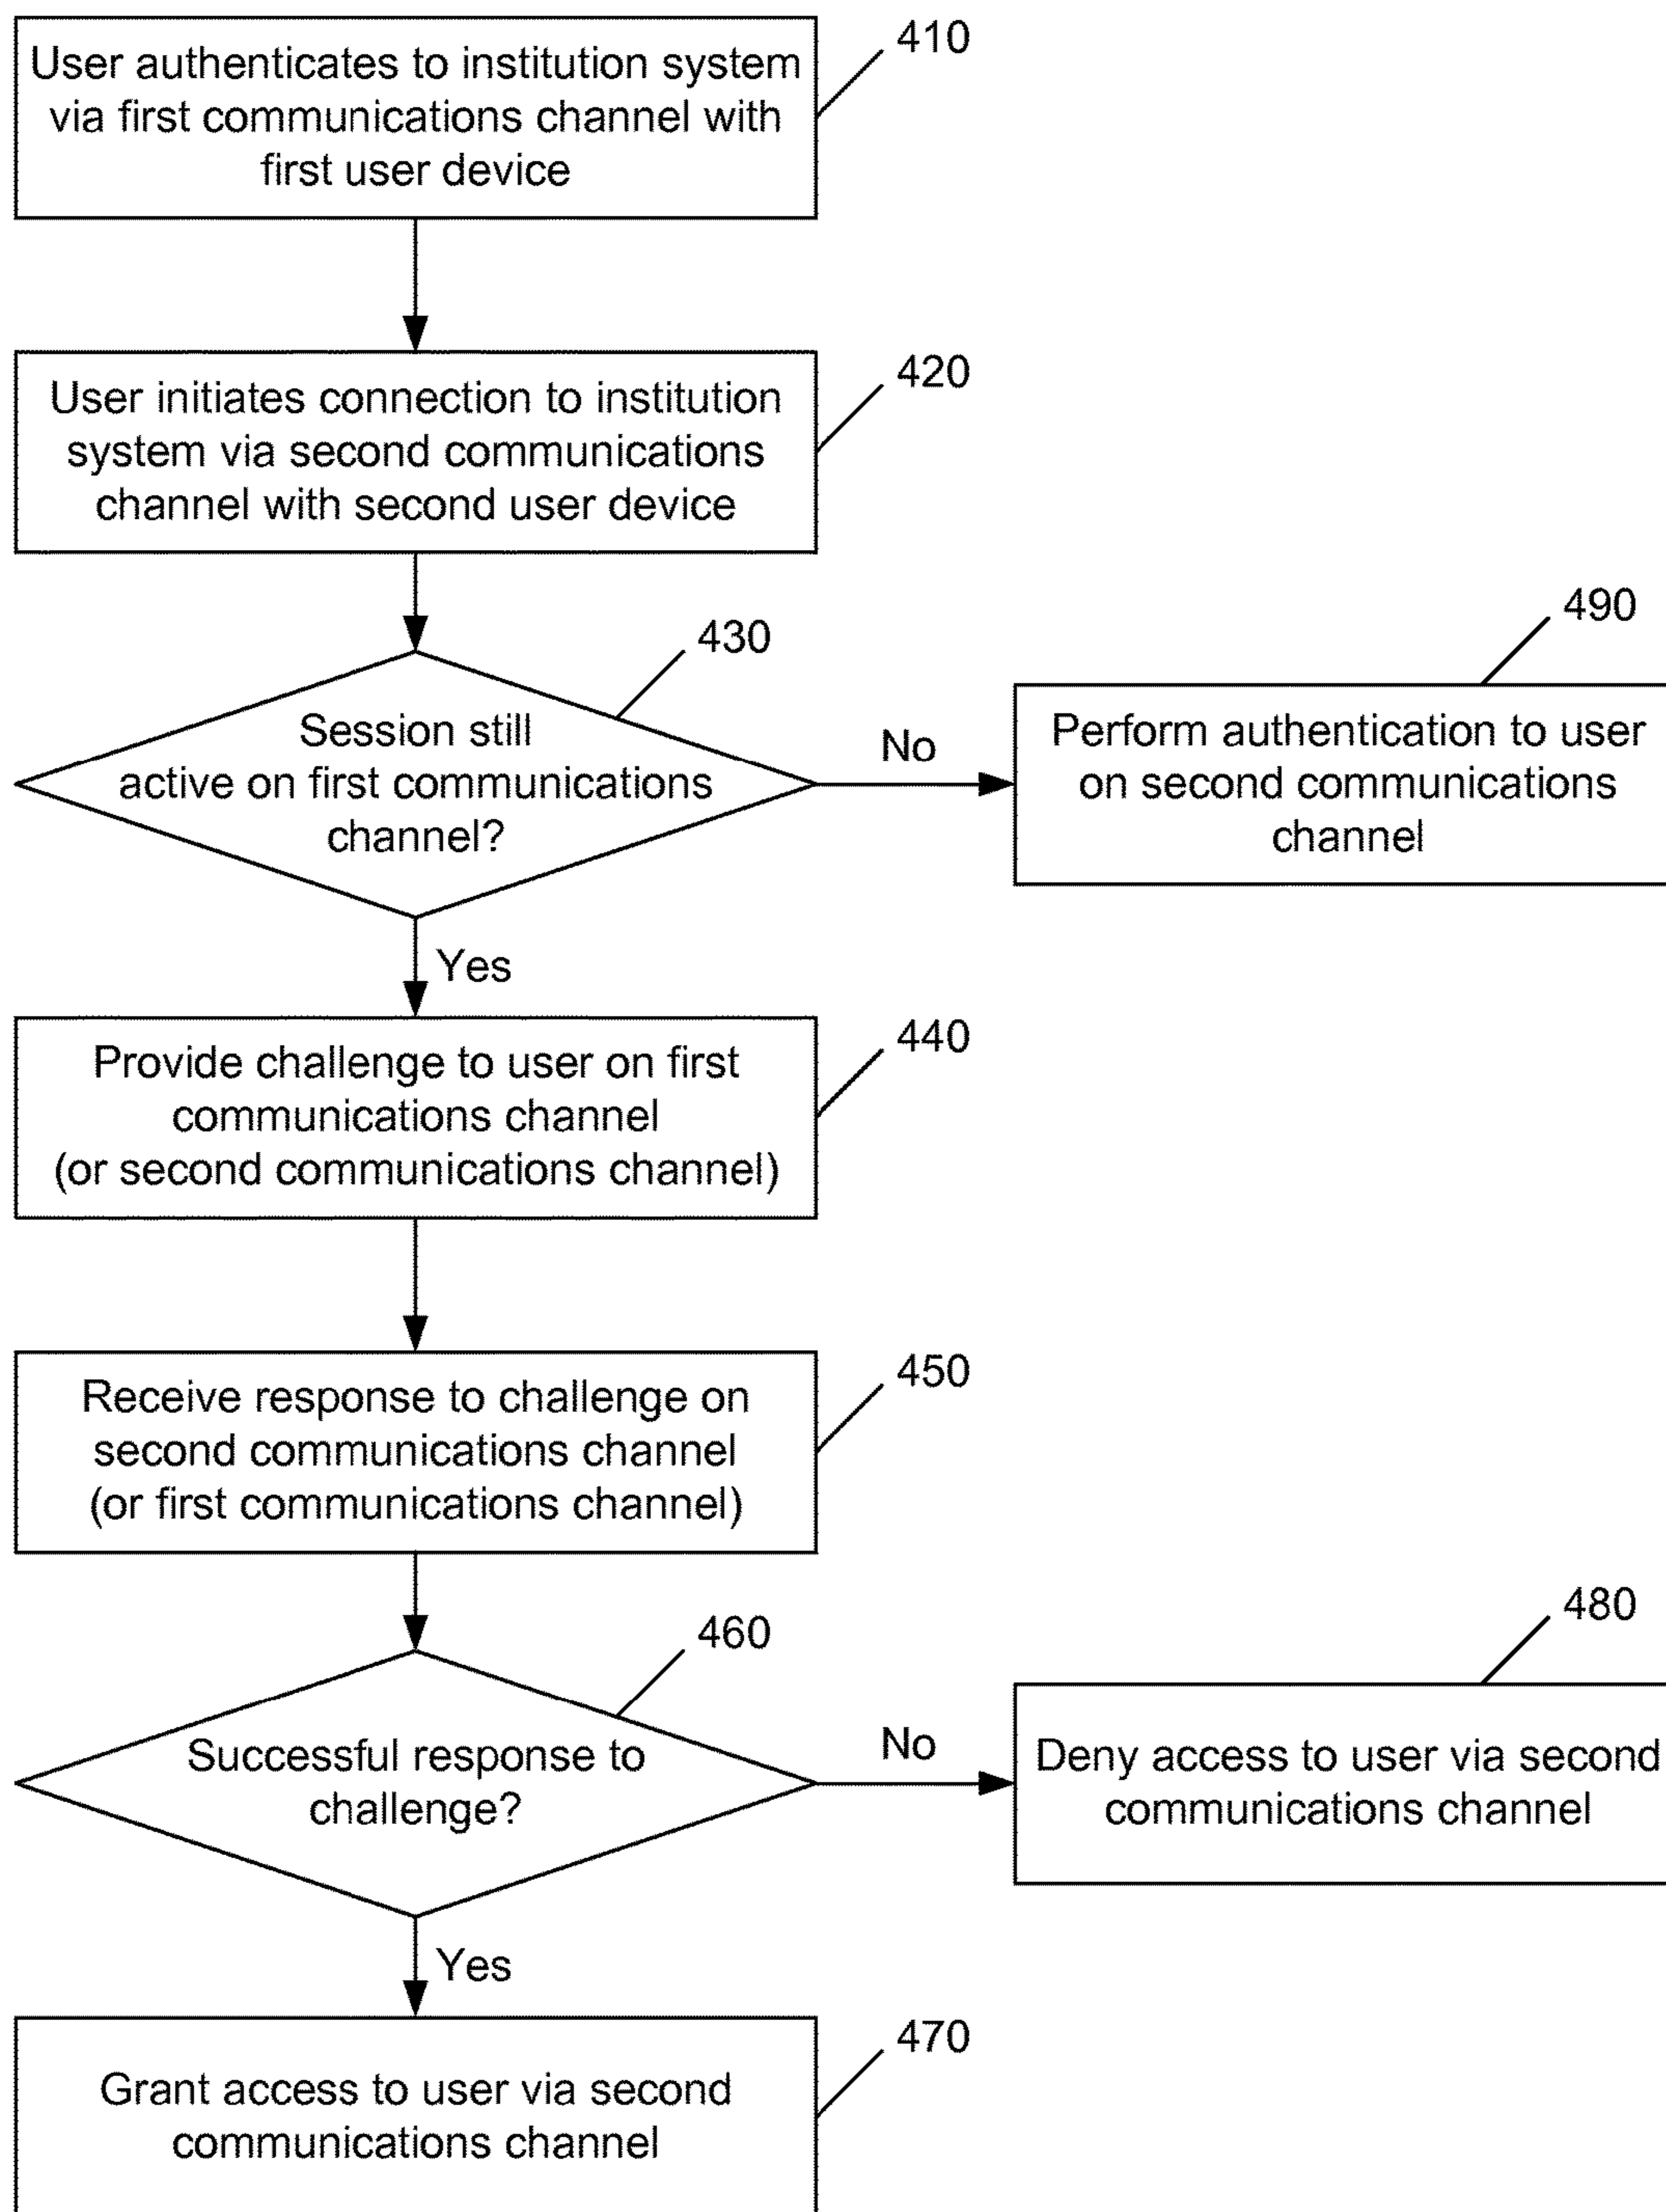 User authenticates to institution system
via first communications channel with
first user device
410
User initiates connection to institution
system via second communications
channel with second user device
420
Session still
active on first communications
channel?
430
No
Perform authentication to user
on second communications
channel
490
Yes
Provide challenge to user on first
communications channel
(or second communications channel)
440
Receive response to challenge on
second communications channel
(or first communications channel)
450
Successful response to
challenge?
460
No
Deny access to user via second
communications channel
480
Yes
Grant access to user via second
communications channel
470